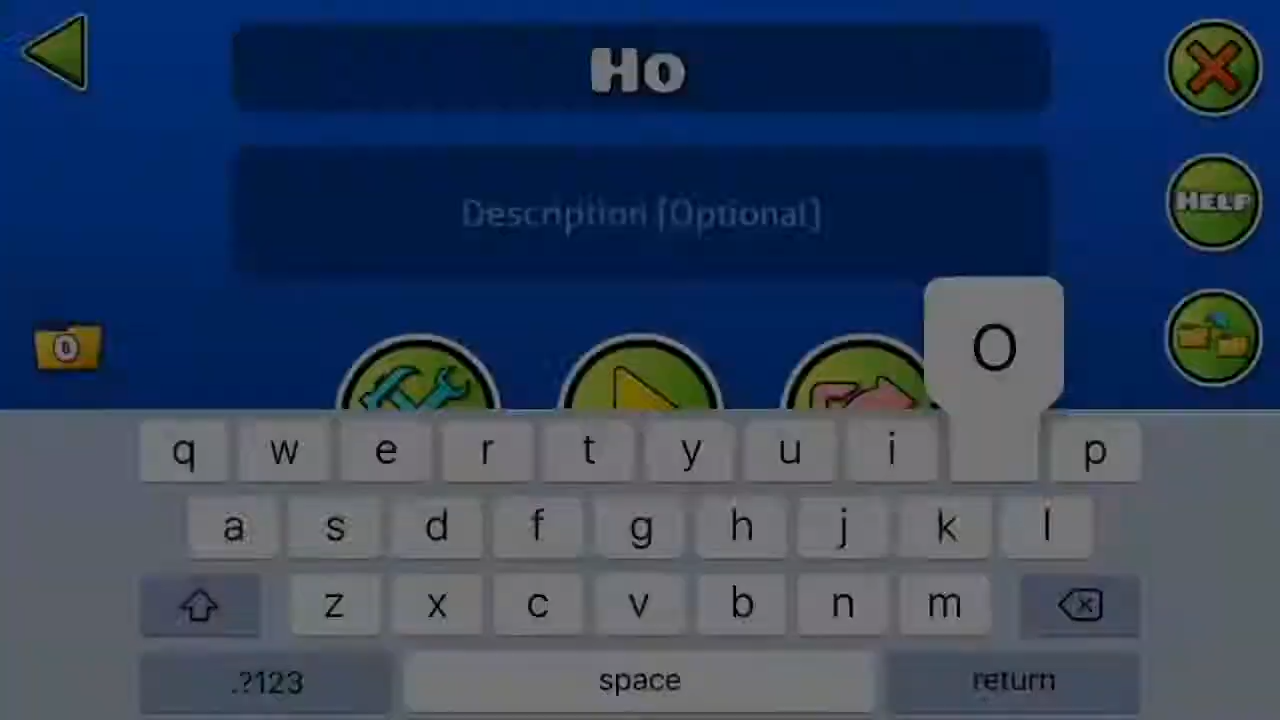 Ho
HELP
Description [Optional]
0
O
q w e r t y u i p
a s d f g h j k l
z x c v b n m
.?123 space return